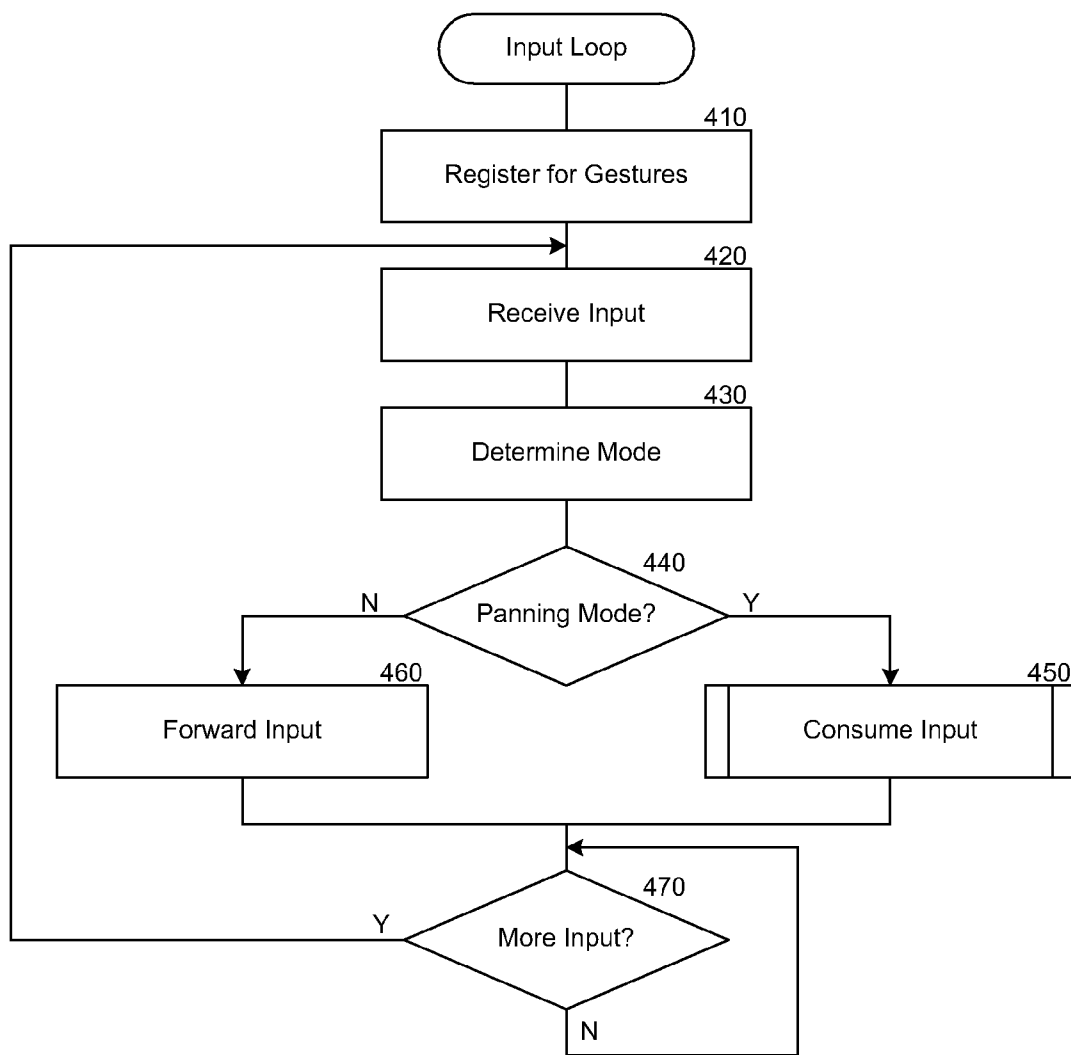 Input Loop
410
Register for Gestures
420
Receive Input
430
Determine Mode
440
N
Panning Mode?
Y
460
Forward Input
450
Consume Input
470
Y
More Input?
N